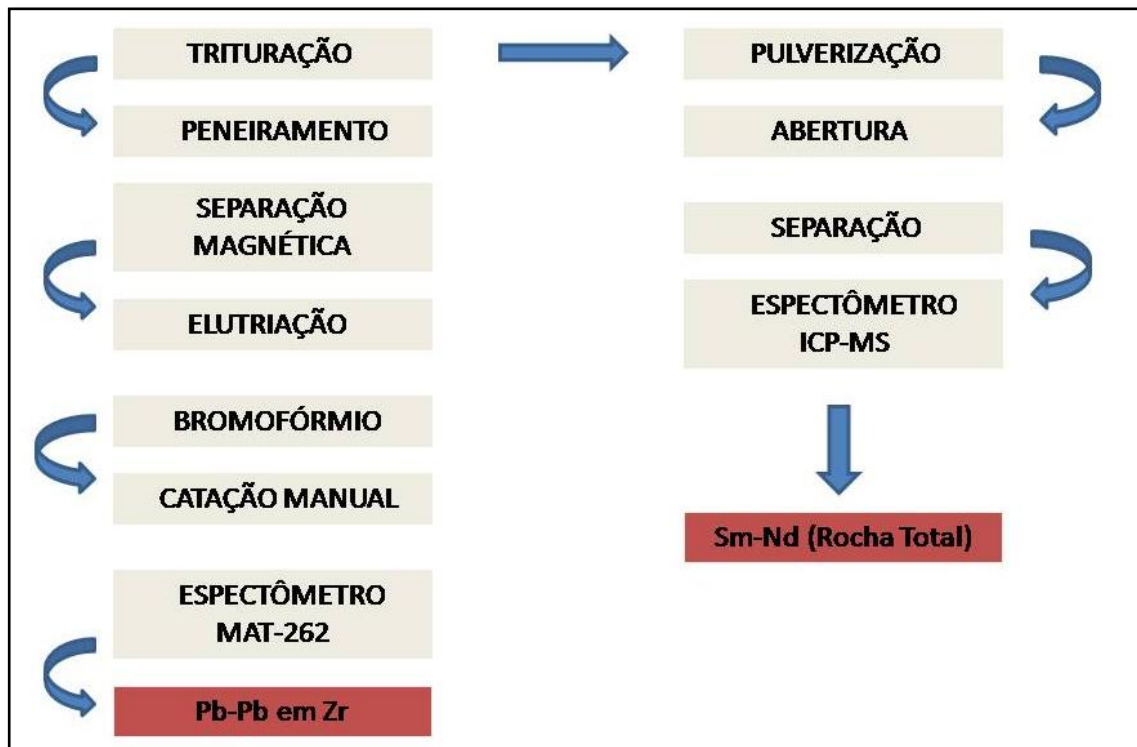 TRITURAÇÃO
PENEIRAMENTO
SEPARAÇÃO
MAGNÉTICA
ELUTRIAÇÃO
BROMOFÓRMIO
CATAÇÃO MANUAL
ESPECTÔMETRO
MAT-262
Pb-Pb em Zr
PULVERIZAÇÃO
ABERTURA
SEPARAÇÃO
ESPECTÔMETRO
ICP-MS
Sm-Nd (Rocha Total)